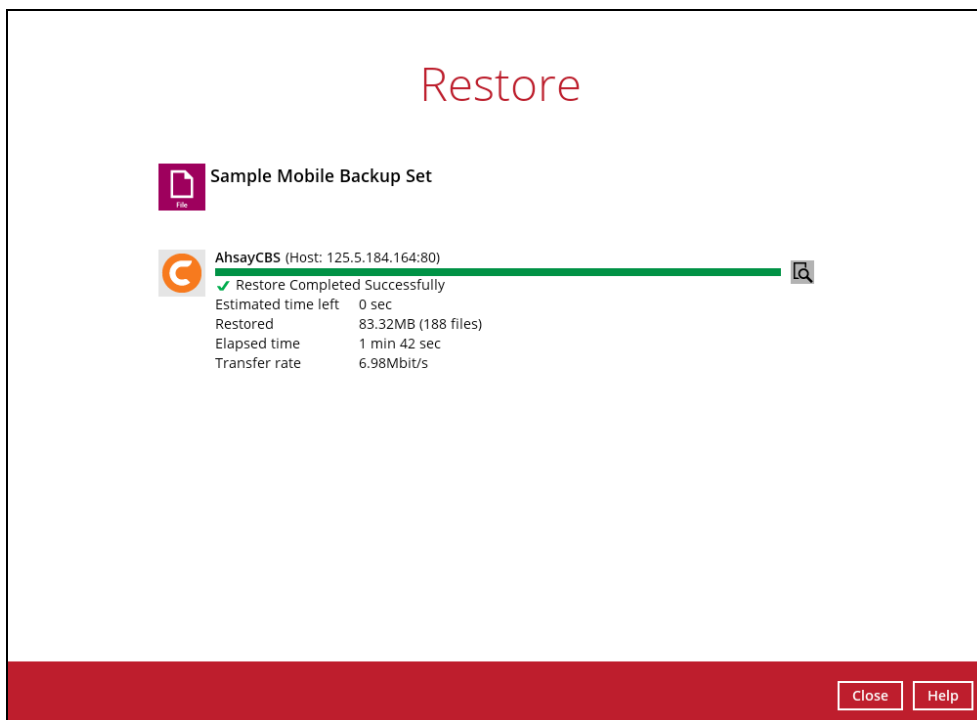 Restore
Sample Mobile Backup Set
File
AhsayCBS (Host: 125.5.184.164:80)
Restore Completed Successfully
Estimated time left 0 sec
Restored 83.32MB (188 files)
Elapsed time 1 min 42 sec
Transfer rate 6.98Mbit/s
Close Help